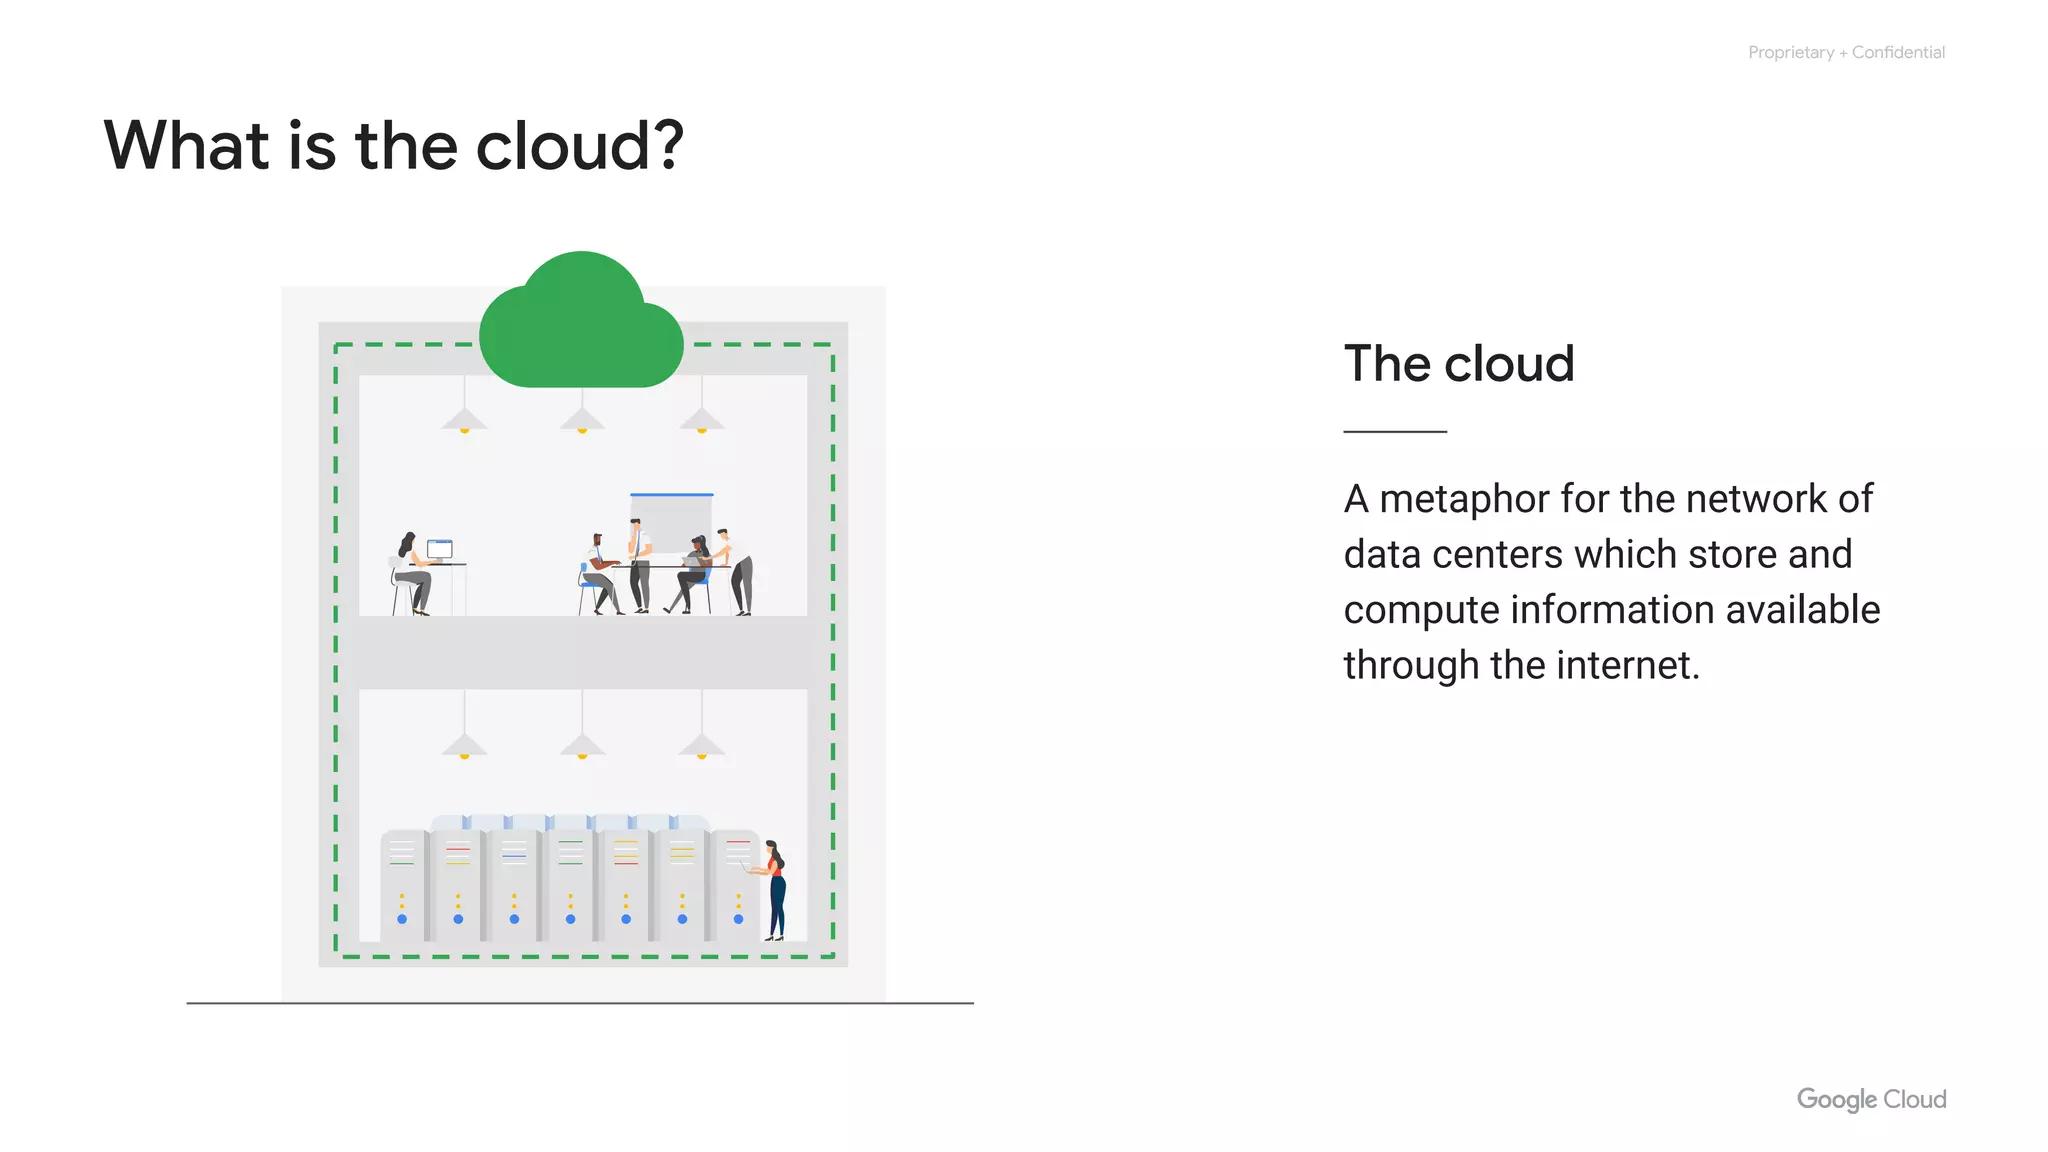 Proprietary + Confidential
What is the cloud?
The cloud
A metaphor for the network of
data centers which store and
compute information available
through the internet.
Google Cloud